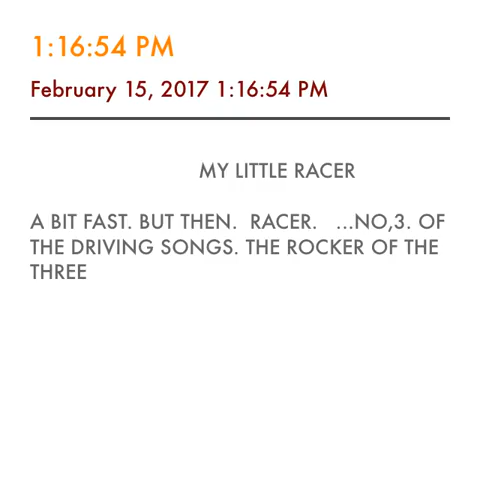 1:16:54 PM
February 15, 2017 1:16:54 PM
MY LITTLE RACER
A BIT FAST. BUT THEN.  RACER.   ...NO,3. OF
THE DRIVING SONGS. THE ROCKER OF THE
THREE